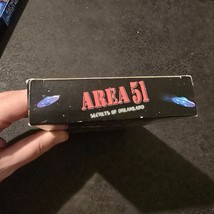 AREA 51
SECRETS OF DREAMLAND